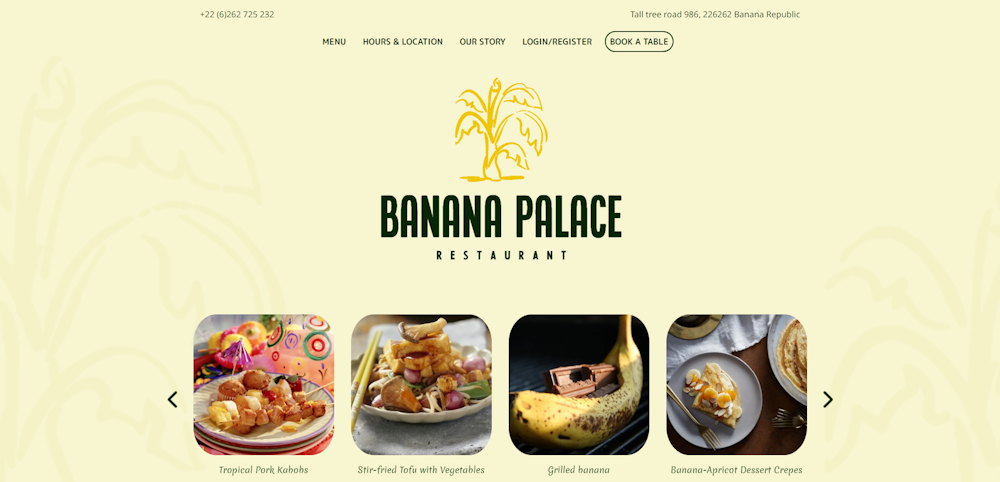 +22 (6)262 725 232
Tall tree road 986, 226262 Banana Republic
MENU
HOURS & LOCATION
OUR STORY
LOGIN/REGISTER
BOOK A TABLE
BANANA PALACE
RESTAURANT
Tropical Pork Kabobs
Stir-fried Tofu with Vegetables
Grilled banana
Banana-Apricot Dessert Crepes